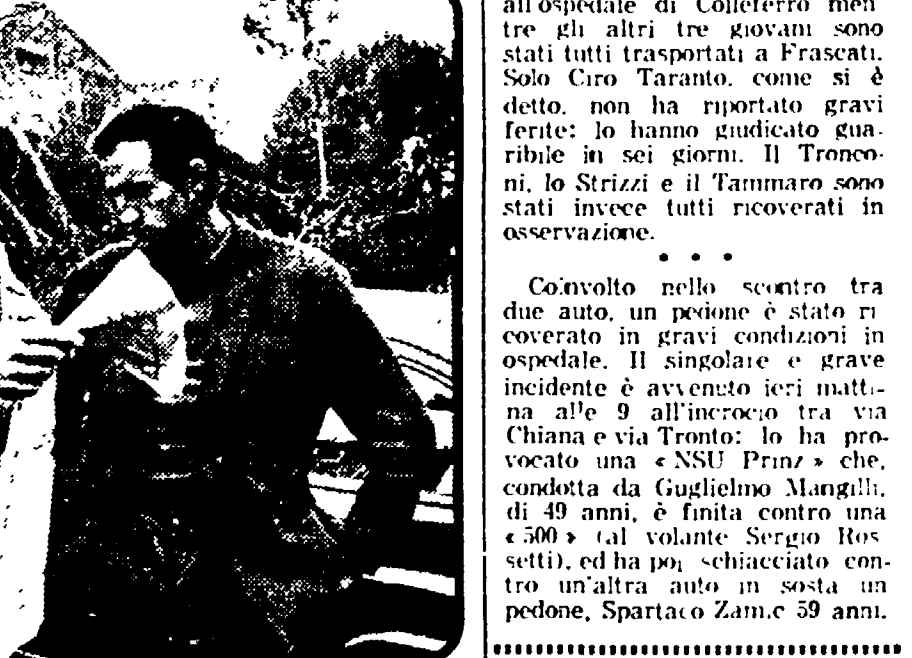 all'ospedale di Colleferro men
tre gli altri tre giovani sono
stati tutti trasportati a Frascati.
Solo Ciro Taranto. come si è
detto. non ha riportato gravi
ferite: lo hanno giudicato gua-
ribile in sei giorni. Il Tronco-
ni, lo Strizzi e il Tammaro sono
stati invece tutti ricoverati in
osservazione.
• • •
Coinvolto nello scontro tra
due auto, un pedone è stato ri
coverato in gravi condizioni in
ospedale. Il singolare e grave
incidente è avvenuto ieri matti-
na alle 9 all'incrocio tra via
Chiana e via Tronto: lo ha pro-
vocato una « NSU Prinz » che,
condotta da Guglielmo Mangilli,
di 49 anni, è finita contro una
« 500 » (al volante Sergio Ros
setti), ed ha poi schiacciato con-
tro un'altra auto in sosta un
pedone, Spartaco 59 anni.